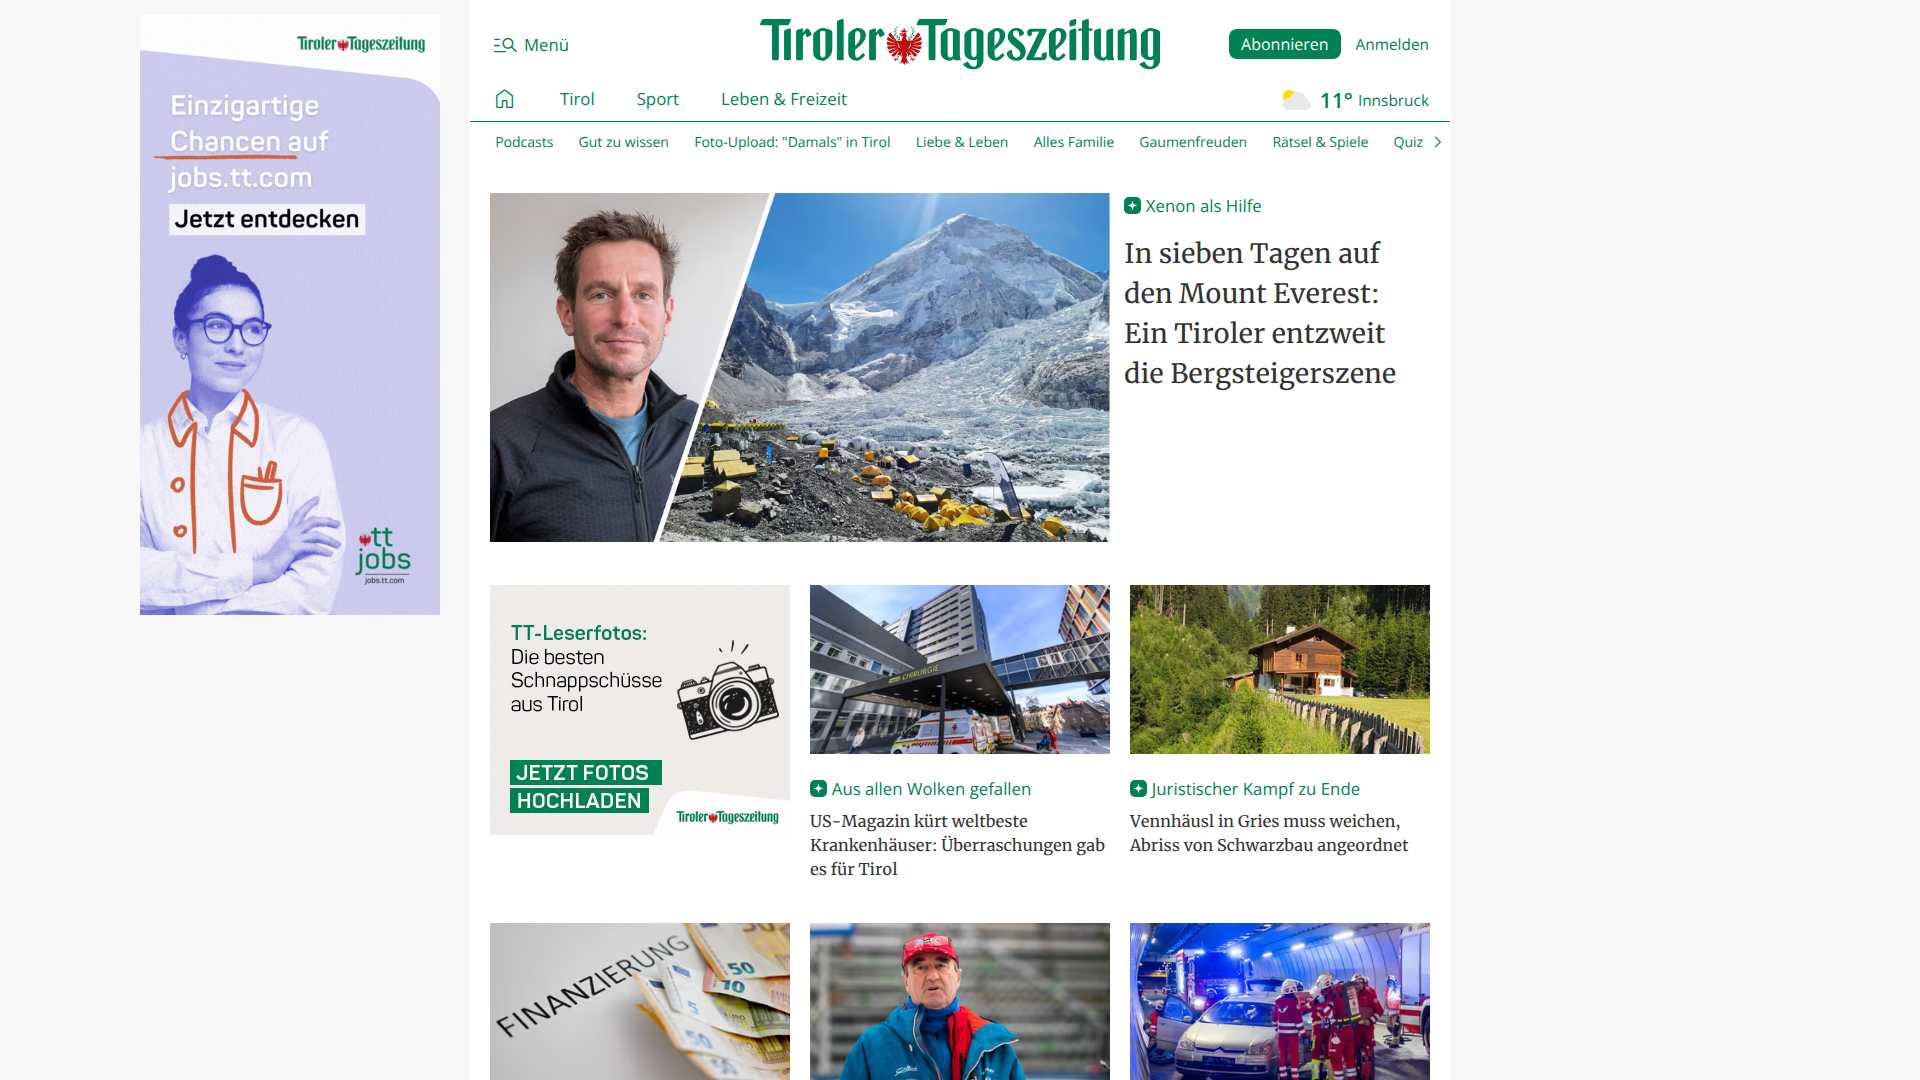 Tiroler Tageszeitung
Einzigartige
Chancen auf
jobs.tt.com
Jetzt entdecken
tt
jobs
jobs.tt.com
Menü
Tiroler Tageszeitung
Abonnieren
Anmelden
Tirol
Sport
Leben & Freizeit
11° Innsbruck
Podcasts
Gut zu wissen
Foto-Upload: "Damals" in Tirol
Liebe & Leben
Alles Familie
Gaumenfreuden
Rätsel & Spiele
Quiz
Xenon als Hilfe
In sieben Tagen auf
den Mount Everest:
Ein Tiroler entzweit
die Bergsteigerszene
TT-Leserfotos:
Die besten
Schnappschüsse
aus Tirol
JETZT FOTOS
HOCHLADEN
Tiroler Tageszeitung
CHIRURGIE
Aus allen Wolken gefallen
US-Magazin kürt weltbeste
Krankenhäuser: Überraschungen gab
es für Tirol
Juristischer Kampf zu Ende
Vennhäusl in Gries muss weichen,
Abriss von Schwarzbau angeordnet
FINANZIERUNG
50
50
10
5
50